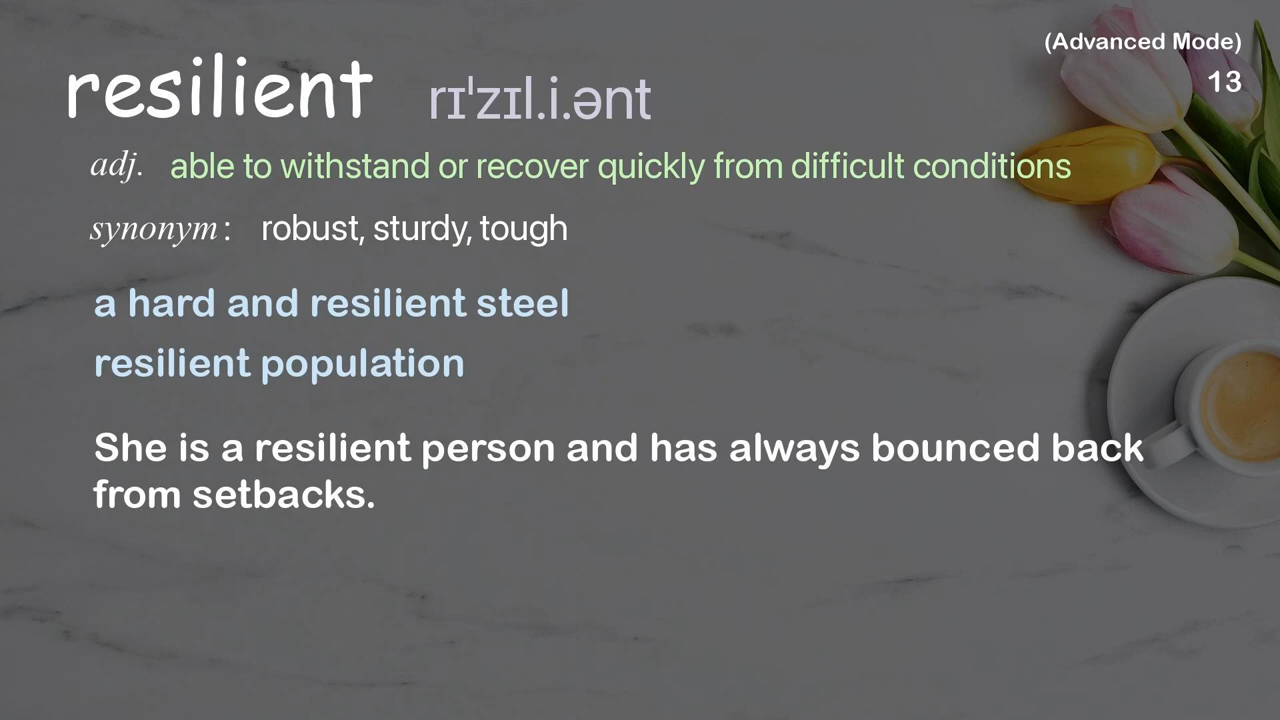 (Advanced Mode)
13
resilient rɪˈzɪl.i.ənt
adj. able to withstand or recover quickly from difficult conditions
synonym : robust, sturdy, tough
a hard and resilient steel
resilient population
She is a resilient person and has always bounced back
from setbacks.